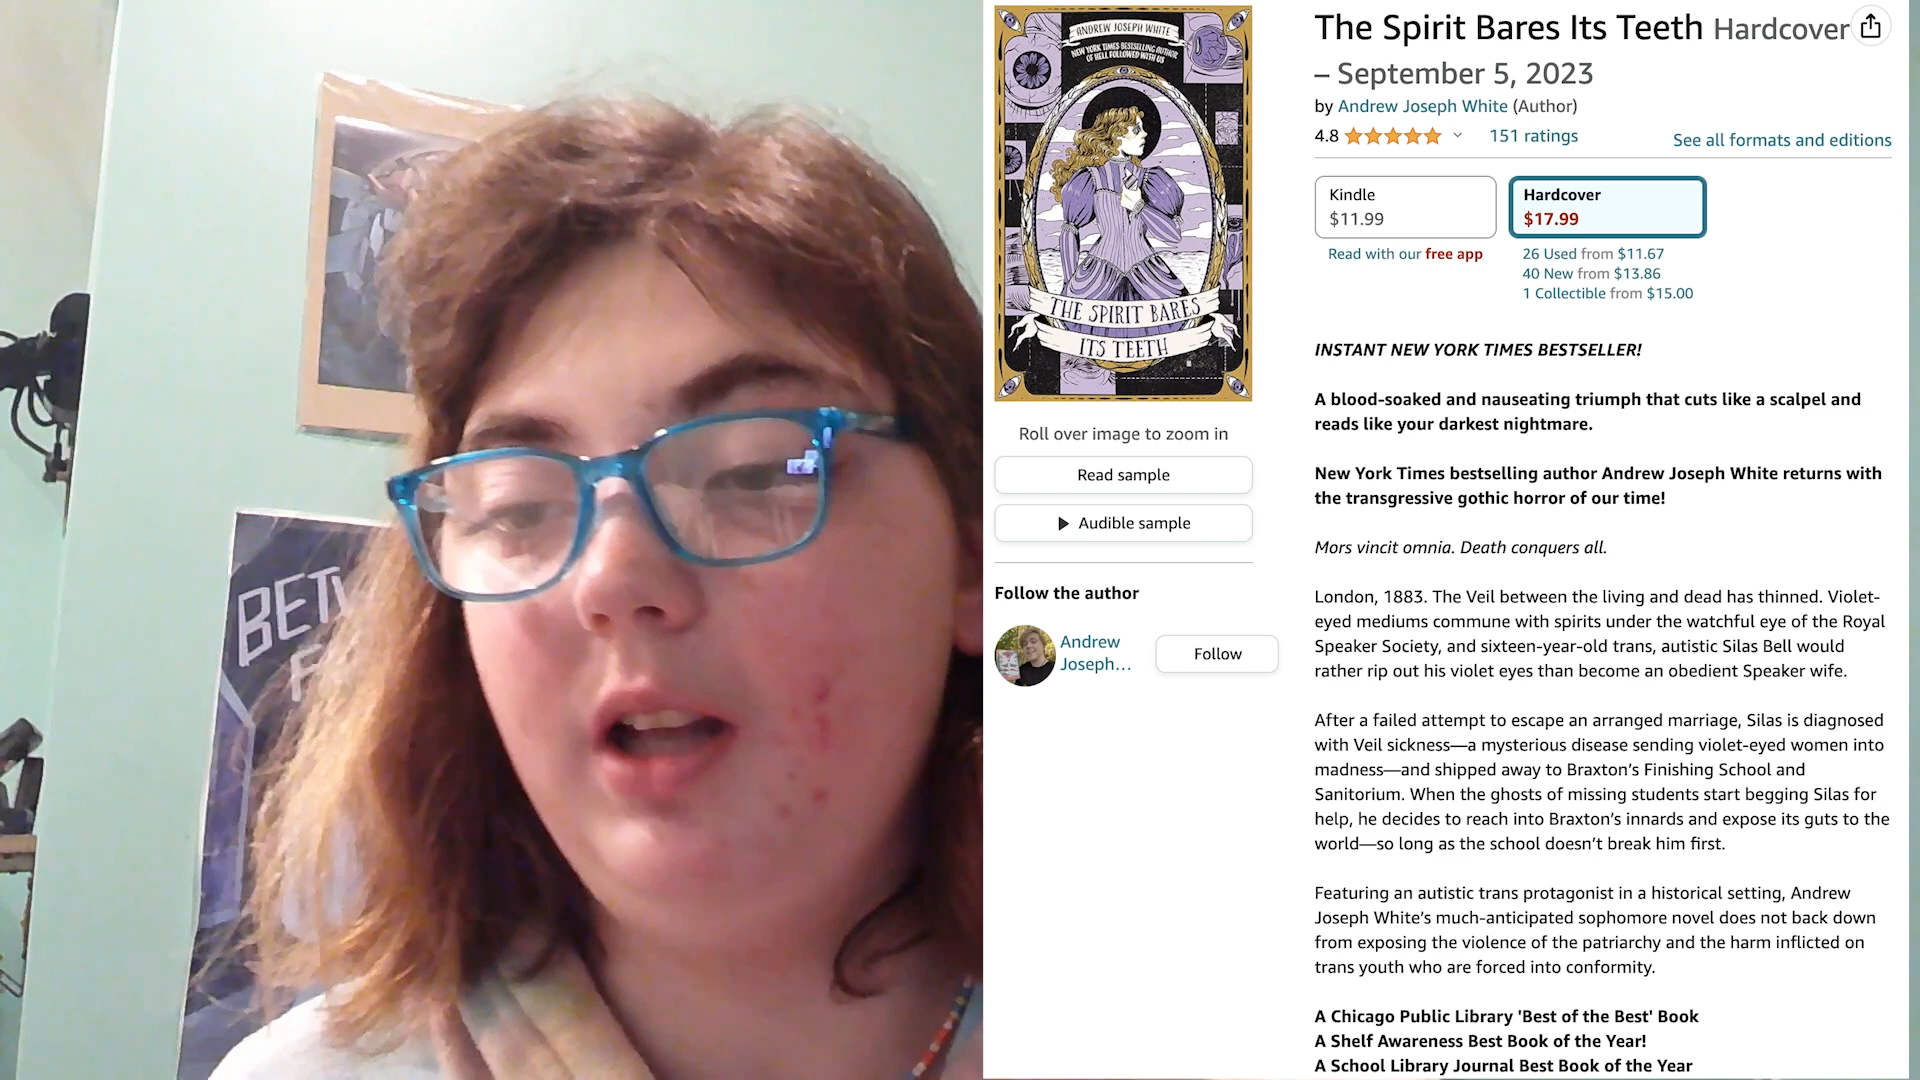 BETW
F
ANDREW JOSEPH WHITE
NEW YORK TIMES BESTSELLING AUTHOR
OF HELL FOLLOWED WITH US
THE SPIRIT BARES
ITS TEETH
Roll over image to zoom in
Read sample
Audible sample
Follow the author
Andrew
Joseph...
Follow
The Spirit Bares Its Teeth Hardcover
– September 5, 2023
by Andrew Joseph White (Author)
4.8
151 ratings
See all formats and editions
Kindle
$11.99
Hardcover
$17.99
Read with our free app
26 Used from $11.67
40 New from $13.86
1 Collectible from $15.00
INSTANT NEW YORK TIMES BESTSELLER!
A blood-soaked and nauseating triumph that cuts like a scalpel and
reads like your darkest nightmare.
New York Times bestselling author Andrew Joseph White returns with
the transgressive gothic horror of our time!
Mors vincit omnia. Death conquers all.
London, 1883. The Veil between the living and dead has thinned. Violet-
eyed mediums commune with spirits under the watchful eye of the Royal
Speaker Society, and sixteen-year-old trans, autistic Silas Bell would
rather rip out his violet eyes than become an obedient Speaker wife.
After a failed attempt to escape an arranged marriage, Silas is diagnosed
with Veil sickness—a mysterious disease sending violet-eyed women into
madness—and shipped away to Braxton’s Finishing School and
Sanitorium. When the ghosts of missing students start begging Silas for
help, he decides to reach into Braxton’s innards and expose its guts to the
world—so long as the school doesn’t break him first.
Featuring an autistic trans protagonist in a historical setting, Andrew
Joseph White’s much-anticipated sophomore novel does not back down
from exposing the violence of the patriarchy and the harm inflicted on
trans youth who are forced into conformity.
A Chicago Public Library 'Best of the Best' Book
A Shelf Awareness Best Book of the Year!
A School Library Journal Best Book of the Year